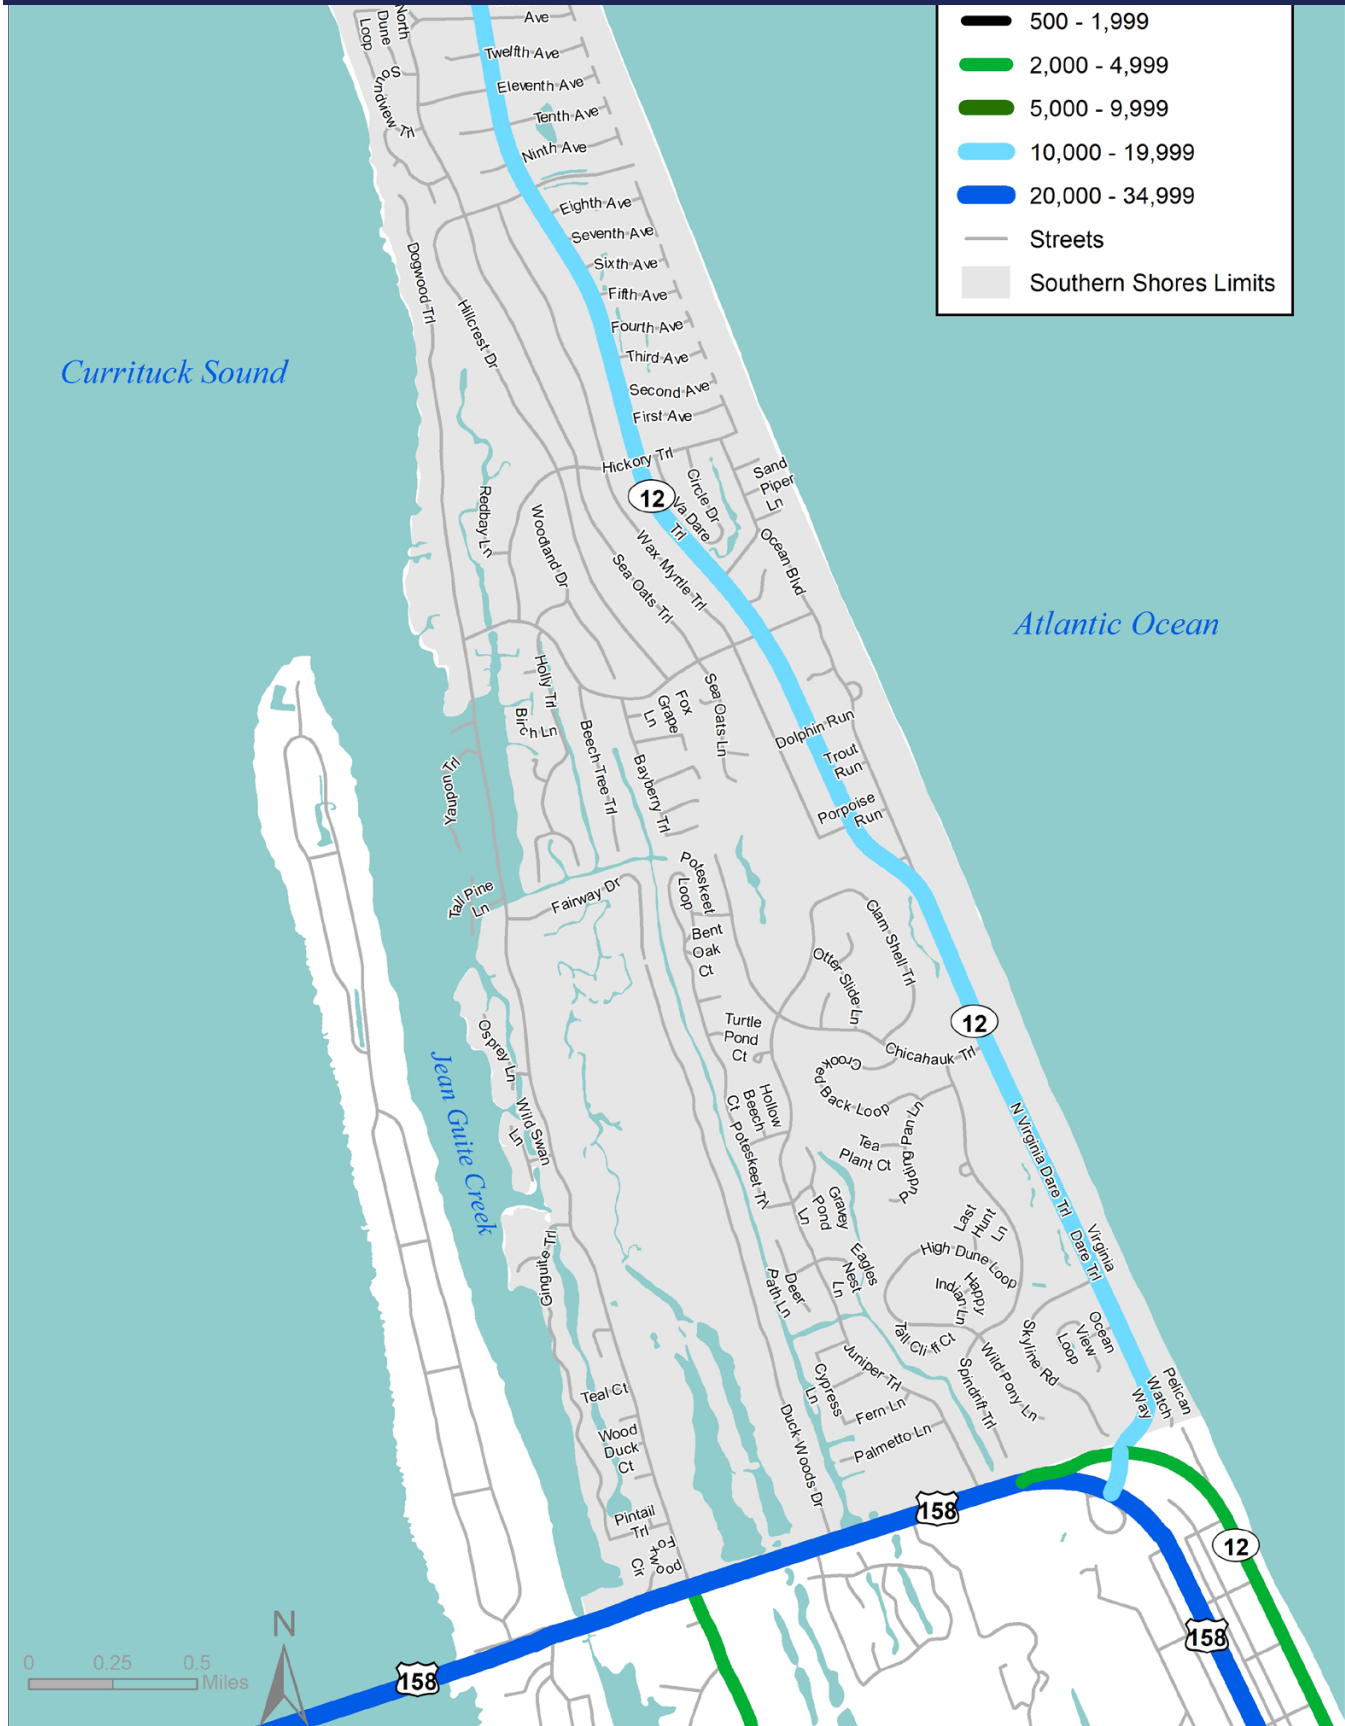 500 - 1,999
2,000 - 4,999
5,000 - 9,999
10,000 - 19,999
20,000 - 34,999
Streets
Southern Shores Limits
North
Dune
Loop
Ave
Twelfth Ave
Soundview Trl
Eleventh Ave
Tenth Ave
Ninth Ave
Eighth Ave
Seventh Ave
Dogwood Trl
Sixth Ave
Fifth Ave
Hillcrest Dr
Fourth Ave
Third Ave
Currituck Sound
Second Ave
First Ave
Hickory Trl
Sand
Piper
Ln
Circle Dr
12
Va Dare
Trl
Redbay Ln
Woodland Dr
Wax Myrtle Trl
Sea Oats Trl
Ocean Blvd
Atlantic Ocean
Holly Trl
Birch Ln
Fox
Grape
Ln
Sea Oats Ln
Beech Tree Trl
Dolphin Run
Trout
Run
Yaupon Trl
Bayberry Trl
Porpoise
Run
Tall Pine
Ln
Fairway Dr
Poteskeet
Loop
Clam Shell Trl
Bent
Oak
Ct
Otter Slide Ln
Turtle
Pond
Ct
12
Osprey Ln
Chicahauk Trl
Crooked Back Loop
Jean Guite Creek
Hollow
Beech
Ct
Wild Swan
Ln
Poteskeet Trl
Tea
Plant Ct
Pudding Pan Ln
N Virginia Dare Trl
Gravey
Pond
Ln
Last
Hunt
Ln
Ginguite Trl
High Dune Loop
Virginia
Dare Trl
Eagles
Nest
Ln
Deer
Path Ln
Happy
Indian Ln
Tall Cliff Ct
Skyline Rd
Ocean
View
Loop
Juniper Trl
Wild Pony Ln
Spindrift Trl
Cypress
Ln
Pelican
Watch
Way
Teal Ct
Fern Ln
Wood
Duck
Ct
Duck Woods Dr
Palmetto Ln
158
Pintail
Trl
Fowl
Foot
Cir
12
158
N
0 0.25 0.5
Miles
158